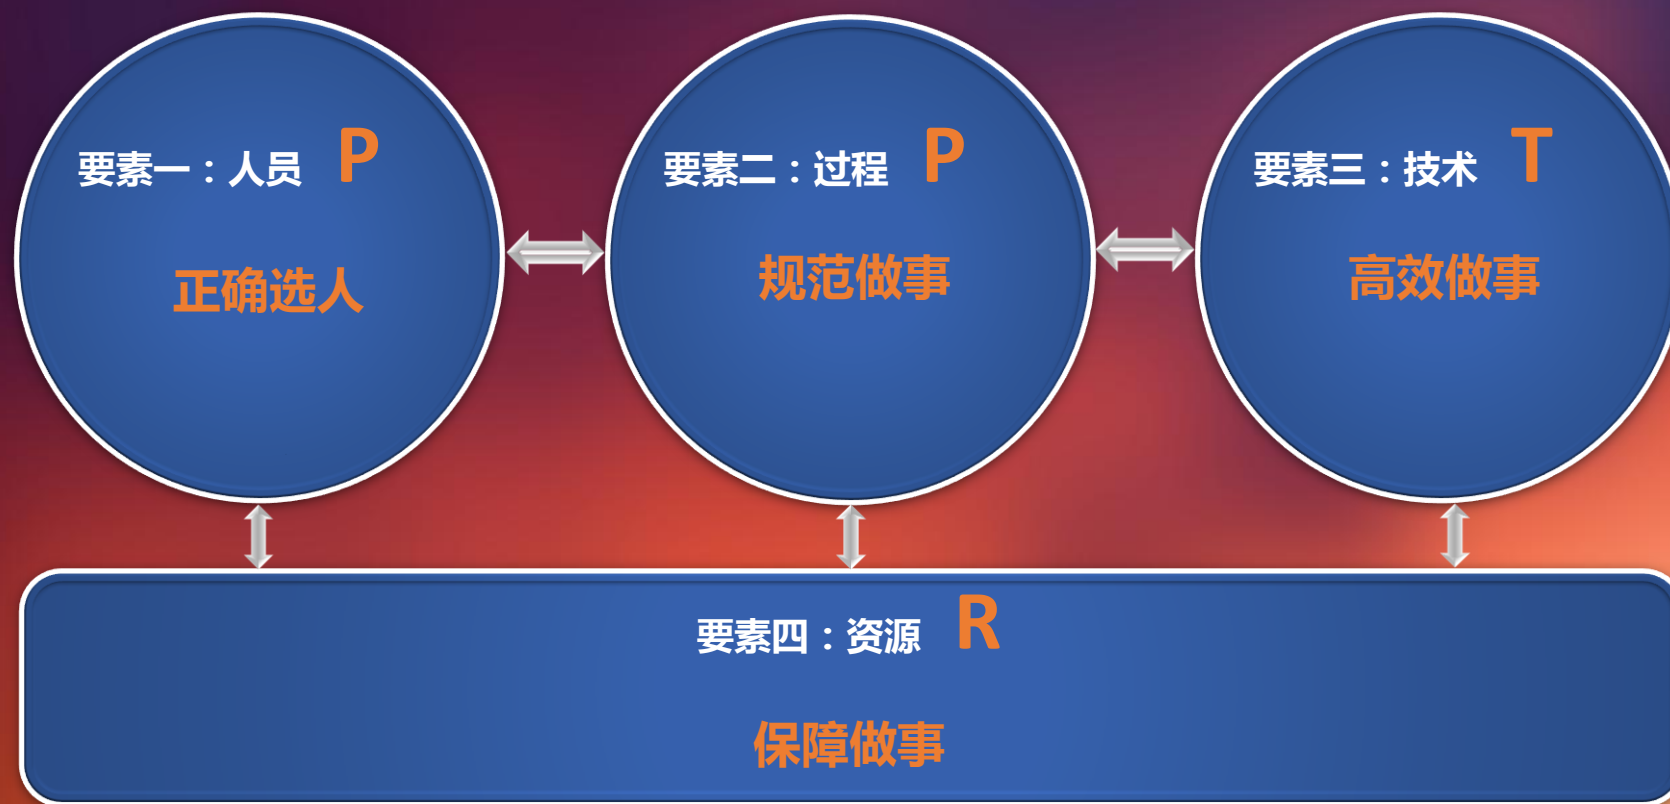 要素一：人员 P
正确选人
要素二：过程 P
规范做事
要素三：技术 T
高效做事
要素四：资源 R
保障做事